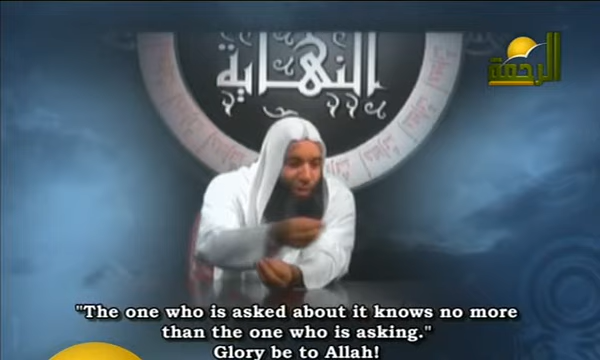 النهاية
الرحمة
"The one who is asked about it knows no more
than the one who is asking."
Glory be to Allah!